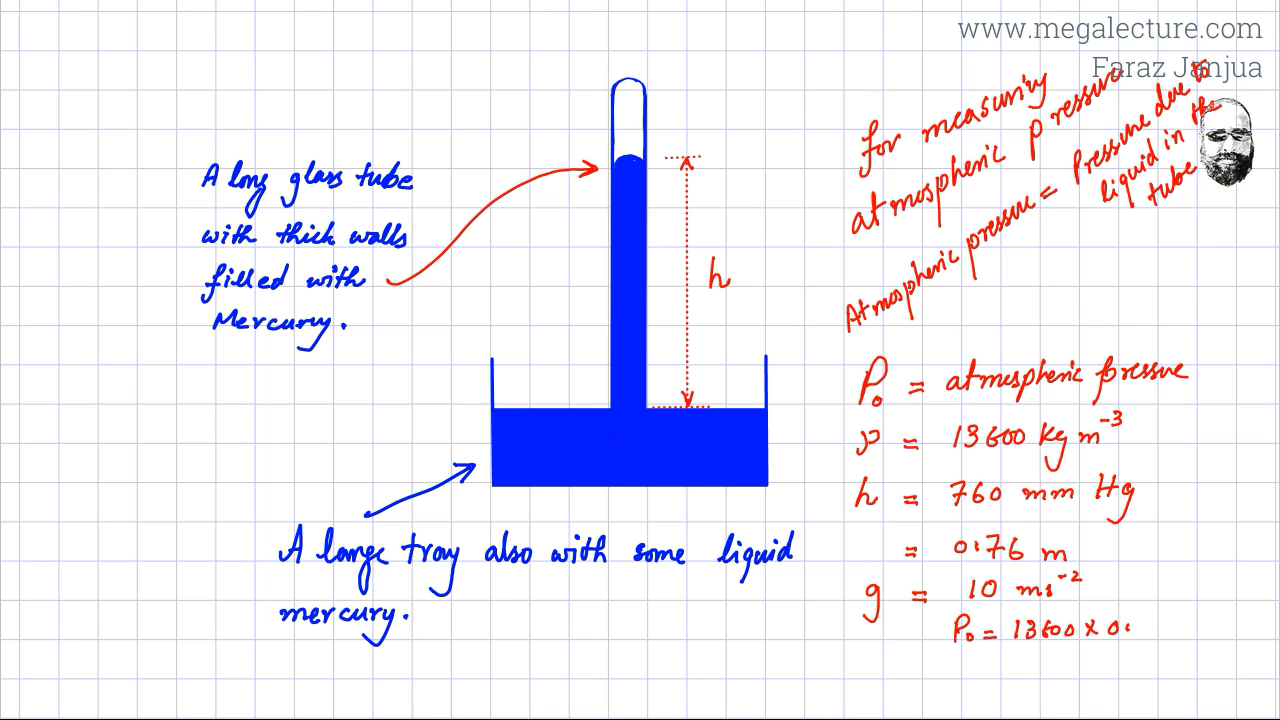 www.megalecture.com
Faraz Janjua
for measuring
atmospheric pressure
Atmospheric pressure = Pressure due to
the
liquid in
tube
A long glass tube
with thick walls
filled with
Mercury.
h
P₀ = atmospheric pressure
ρ = 13600 kg m⁻³
h = 760 mm Hg
= 0.76 m
g = 10 ms⁻²
P₀ = 13600 × 0.
A large tray also with some liquid
mercury.